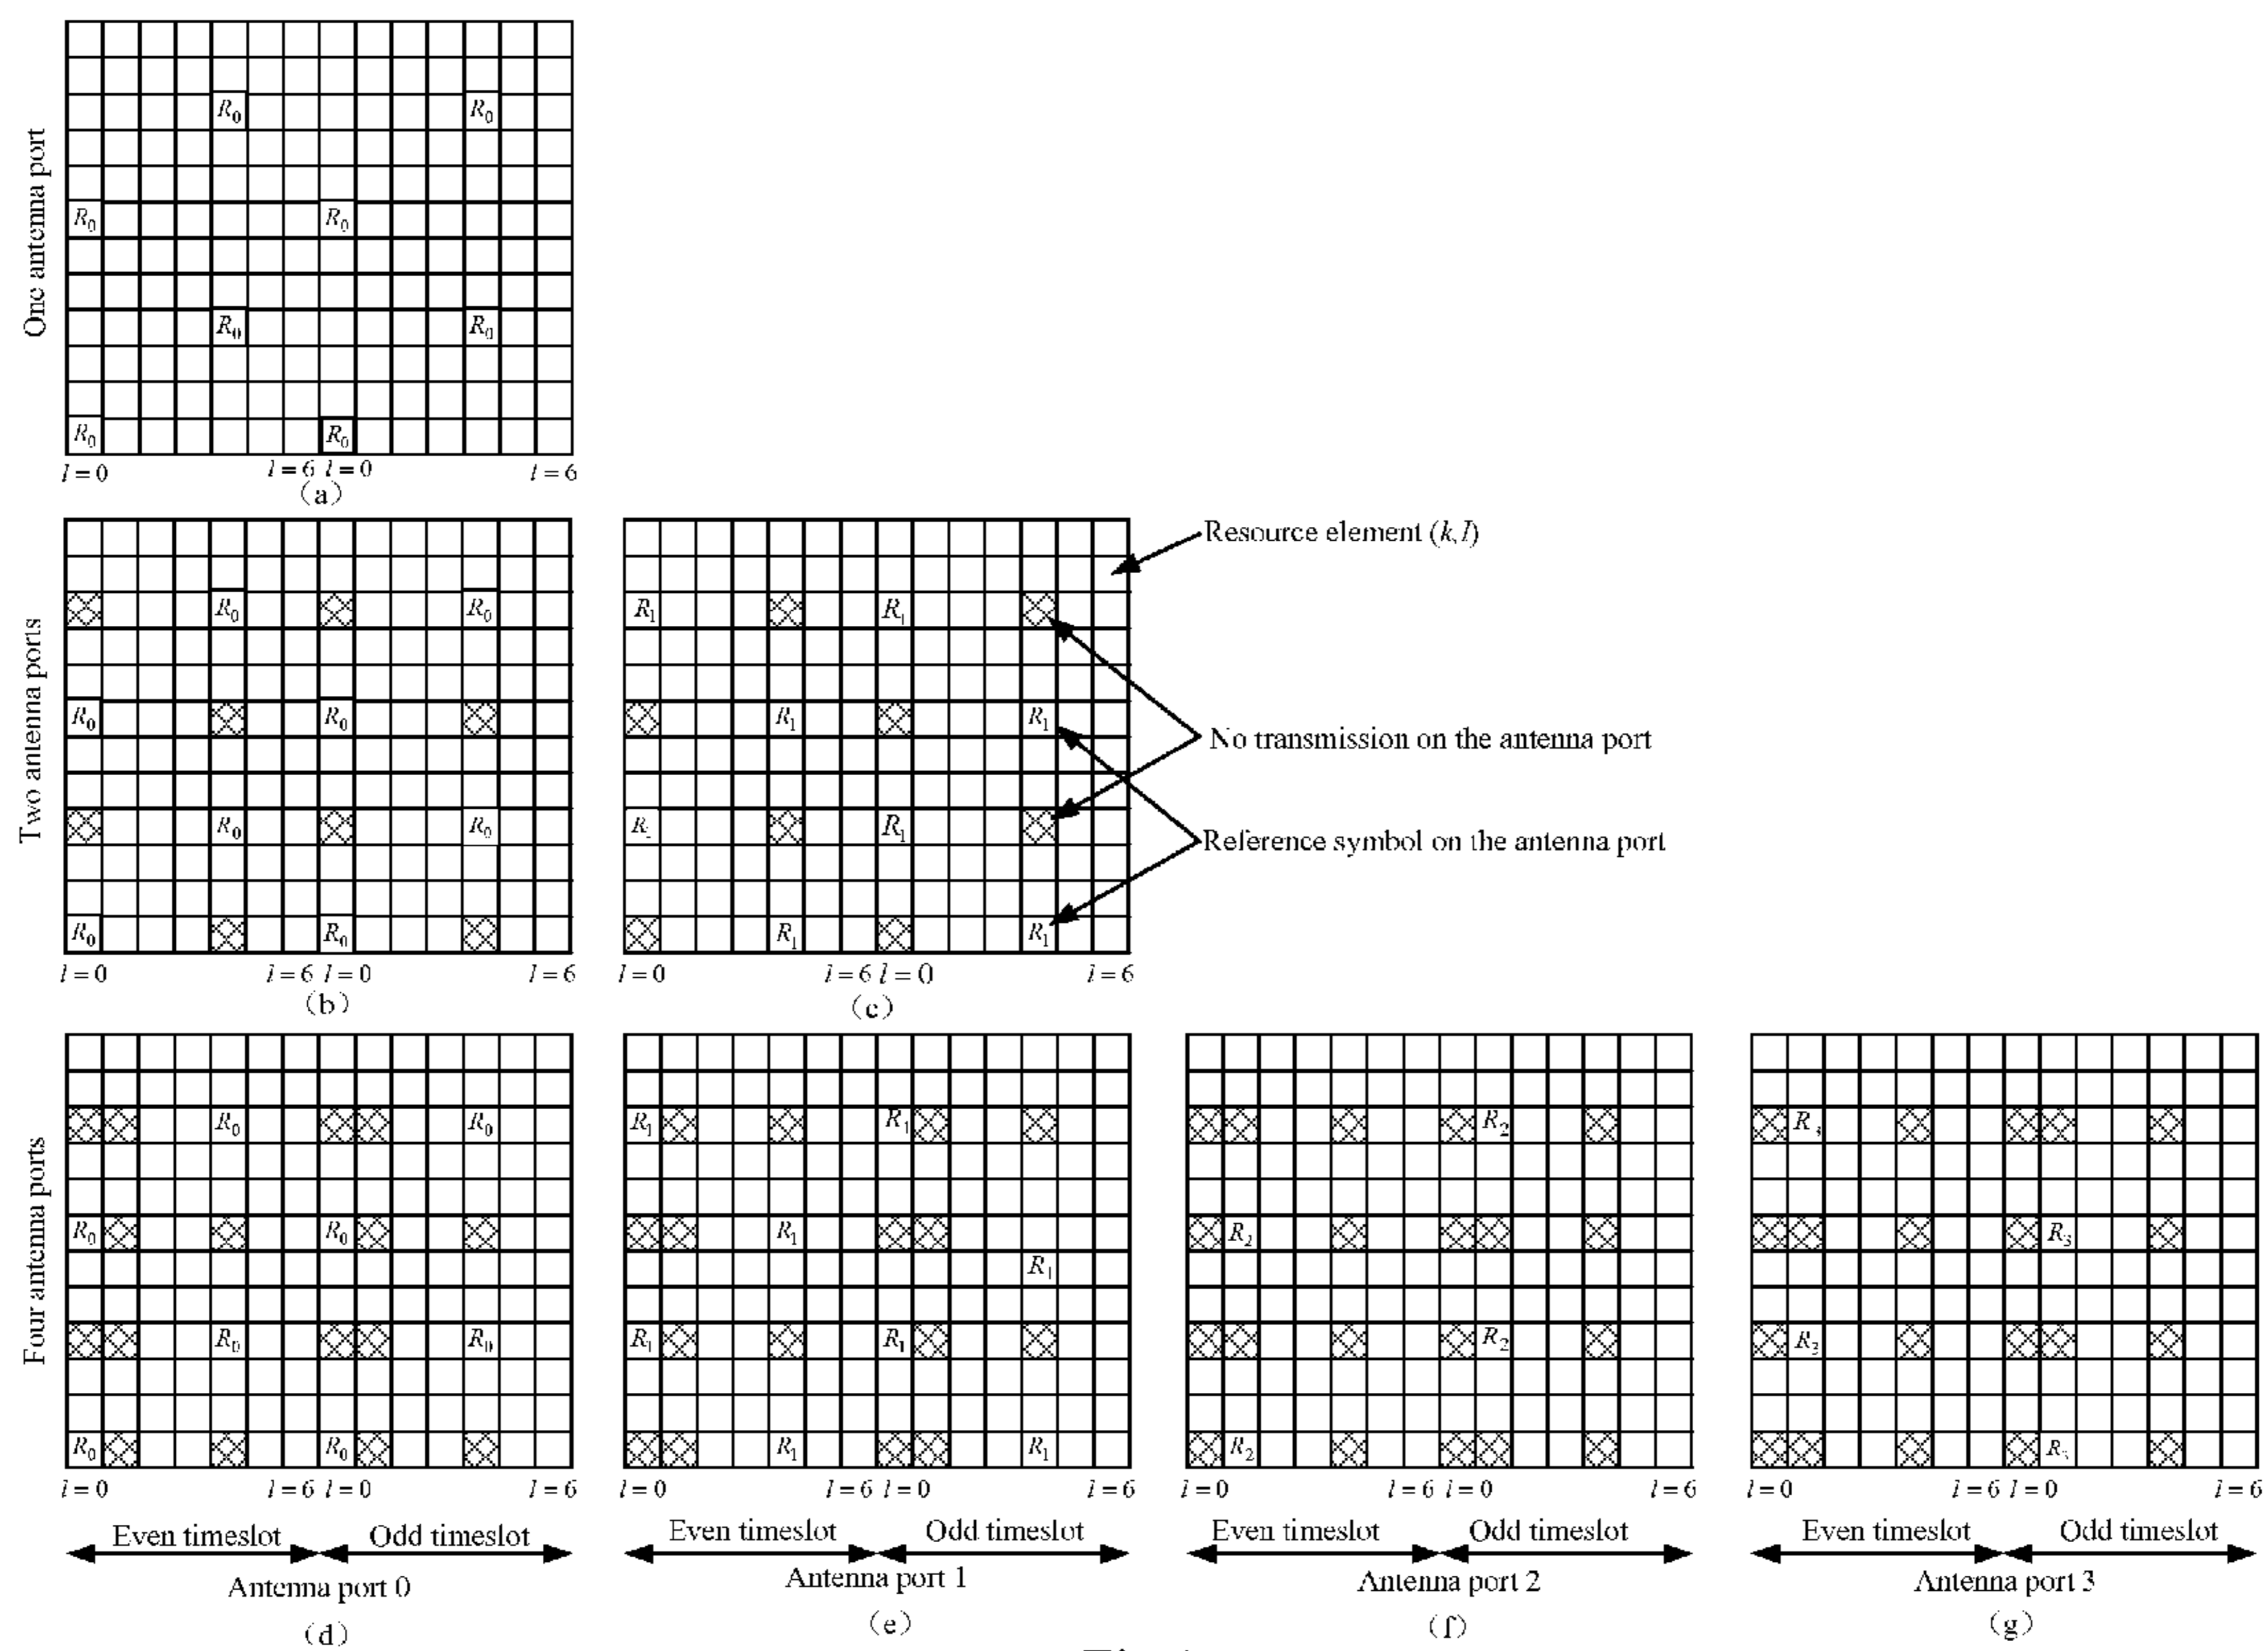 One antenna port
R0 R0
R0 R0
R0 R0
R0 R0
l = 0 l = 6 l = 0 l = 6
(a)
Two antenna ports
R0 R0
R0 R0
R0 R0
R0 R0
l = 0 l = 6 l = 0 l = 6
(b)
R1 R1
R1 R1
R1
R1 R1
l = 0 l = 6 l = 0 l = 6
(c)
Resource element (k,l)
No transmission on the antenna port
Reference symbol on the antenna port
Four antenna ports
R0 R0
R0 R0
R0 R0
R0 R0
l = 0 l = 6 l = 0 l = 6
Even timeslot Odd timeslot
Antenna port 0
(d)
R1 R1
R1
R1
R1 R1
R1 R1
l = 0 l = 6 l = 0 l = 6
Even timeslot Odd timeslot
Antenna port 1
(e)
R2
R2
R2
R2
l = 0 l = 6 l = 0 l = 6
Even timeslot Odd timeslot
Antenna port 2
(f)
R3
R3
R3
R3
l = 0 l = 6 l = 0 l = 6
Even timeslot Odd timeslot
Antenna port 3
(g)